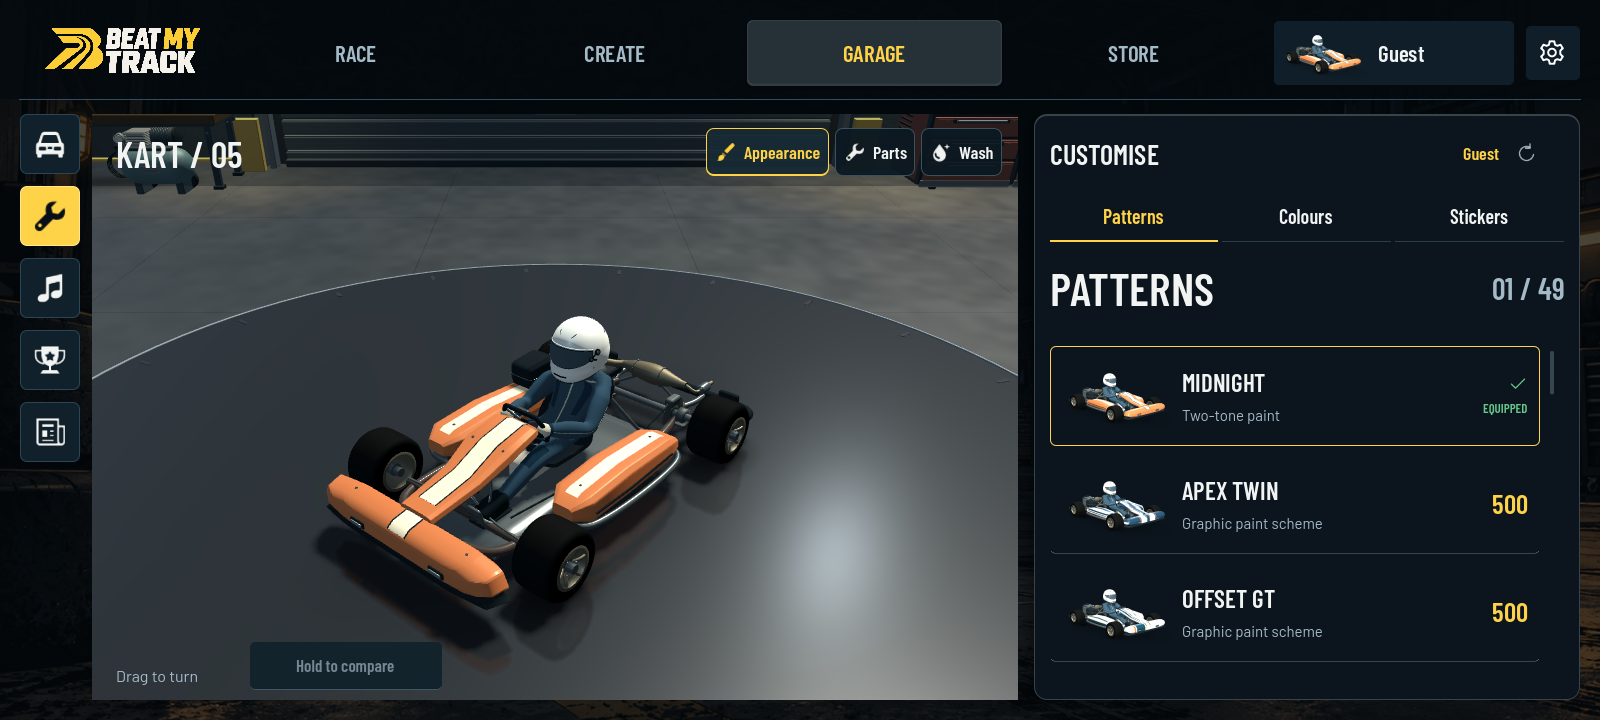 BEAT MY
TRACK
RACE
CREATE
GARAGE
STORE
Guest
KART / 05
Appearance
Parts
Wash
Drag to turn
Hold to compare
CUSTOMISE
Guest
Patterns
Colours
Stickers
PATTERNS
01 / 49
MIDNIGHT
Two-tone paint
EQUIPPED
APEX TWIN
Graphic paint scheme
500
OFFSET GT
Graphic paint scheme
500